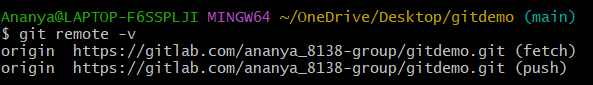 Ananya@LAPTOP-F6SSPLJI MINGW64 ~/OneDrive/Desktop/gitdemo (main)
$ git remote -v
origin  https://gitlab.com/ananya_8138-group/gitdemo.git (fetch)
origin  https://gitlab.com/ananya_8138-group/gitdemo.git (push)